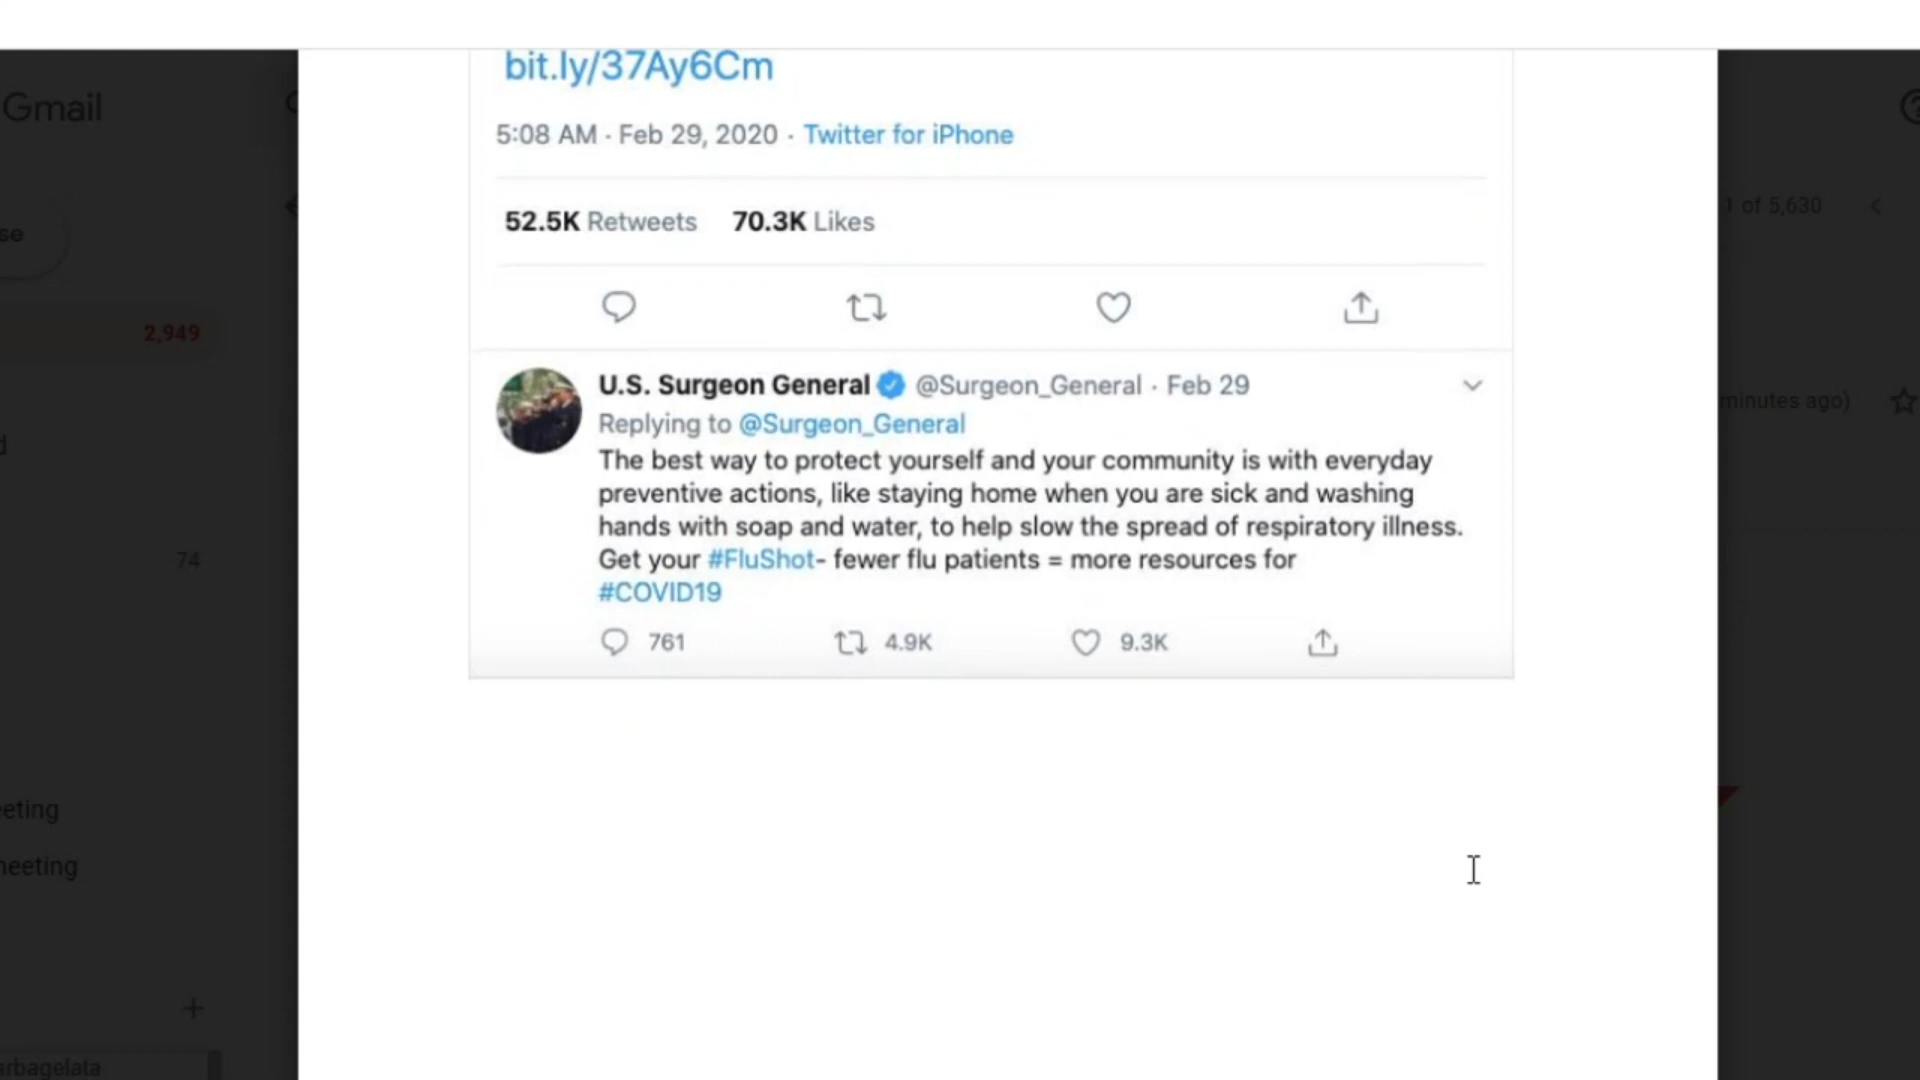 bit.ly/37Ay6Cm
Gmail
5:08 AM · Feb 29, 2020 · Twitter for iPhone
1 of 5,630
52.5K Retweets 70.3K Likes
se
2,949
U.S. Surgeon General @Surgeon_General · Feb 29
minutes ago)
Replying to @Surgeon_General
The best way to protect yourself and your community is with everyday
preventive actions, like staying home when you are sick and washing
hands with soap and water, to help slow the spread of respiratory illness.
Get your #FluShot- fewer flu patients = more resources for
#COVID19
74
761 4.9K 9.3K
eeting
meeting
arbagelata